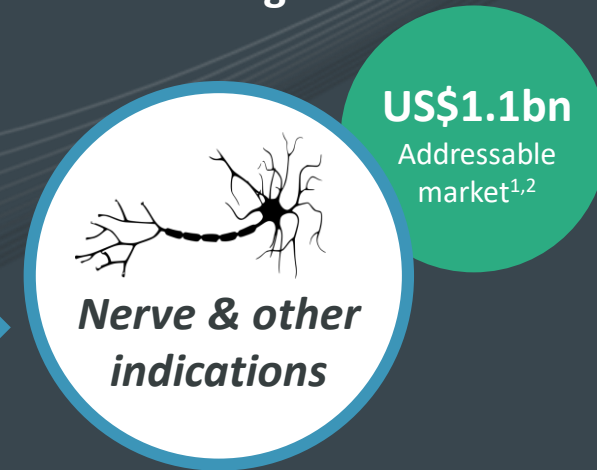 US$1.1bn
Addressable
market1,2
Nerve & other
indications